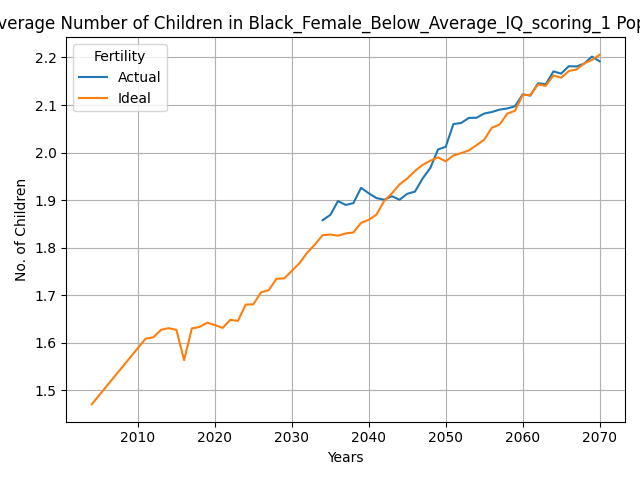 verage Number of Children in Black_Female_Below_Average_IQ_scoring_1 Pop
Fertility
Actual
Ideal
No. of Children
2.2
2.1
2.0
1.9
1.8
1.7
1.6
1.5
2010 2020 2030 2040 2050 2060 2070
Years